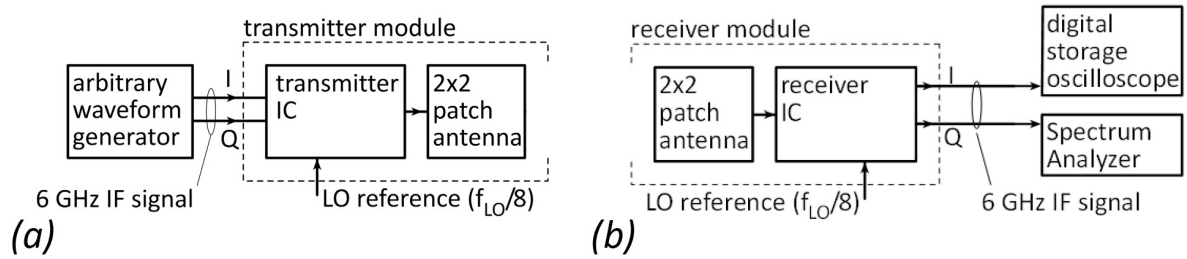 transmitter module
arbitrary
waveform
generator
I
Q
transmitter
IC
2x2
patch
antenna
6 GHz IF signal
LO reference (fLO/8)
(a)
receiver module
2x2
patch
antenna
receiver
IC
I
Q
digital
storage
oscilloscope
Spectrum
Analyzer
LO reference (fLO/8)
6 GHz IF signal
(b)